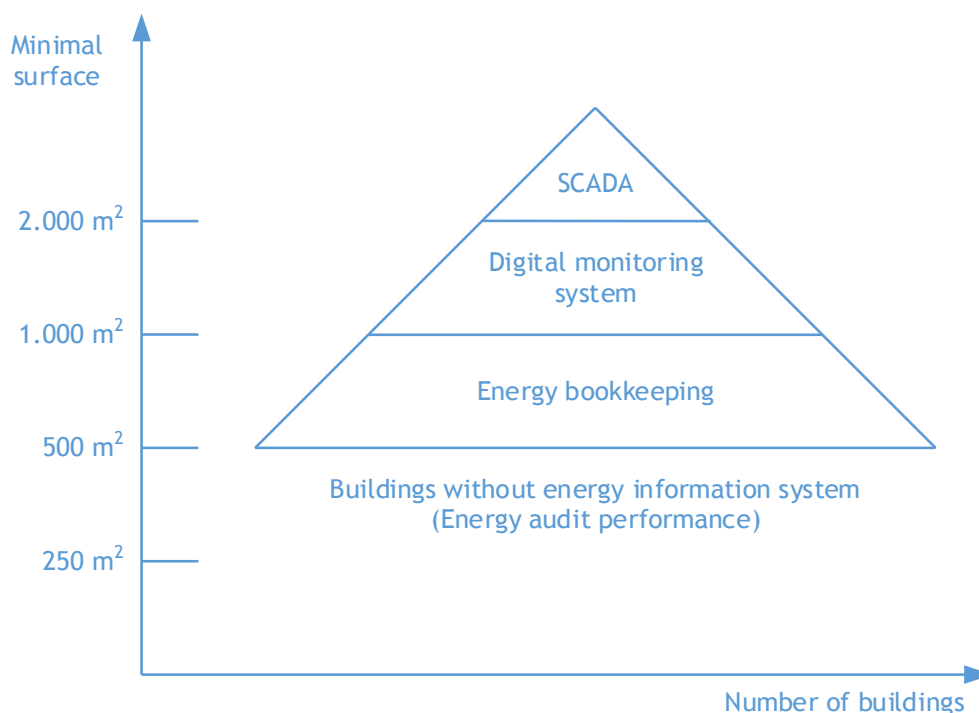 Minimal
surface
SCADA
2.000 m²
Digital monitoring
system
1.000 m²
Energy bookkeeping
500 m²
Buildings without energy information system
(Energy audit performance)
250 m²
Number of buildings